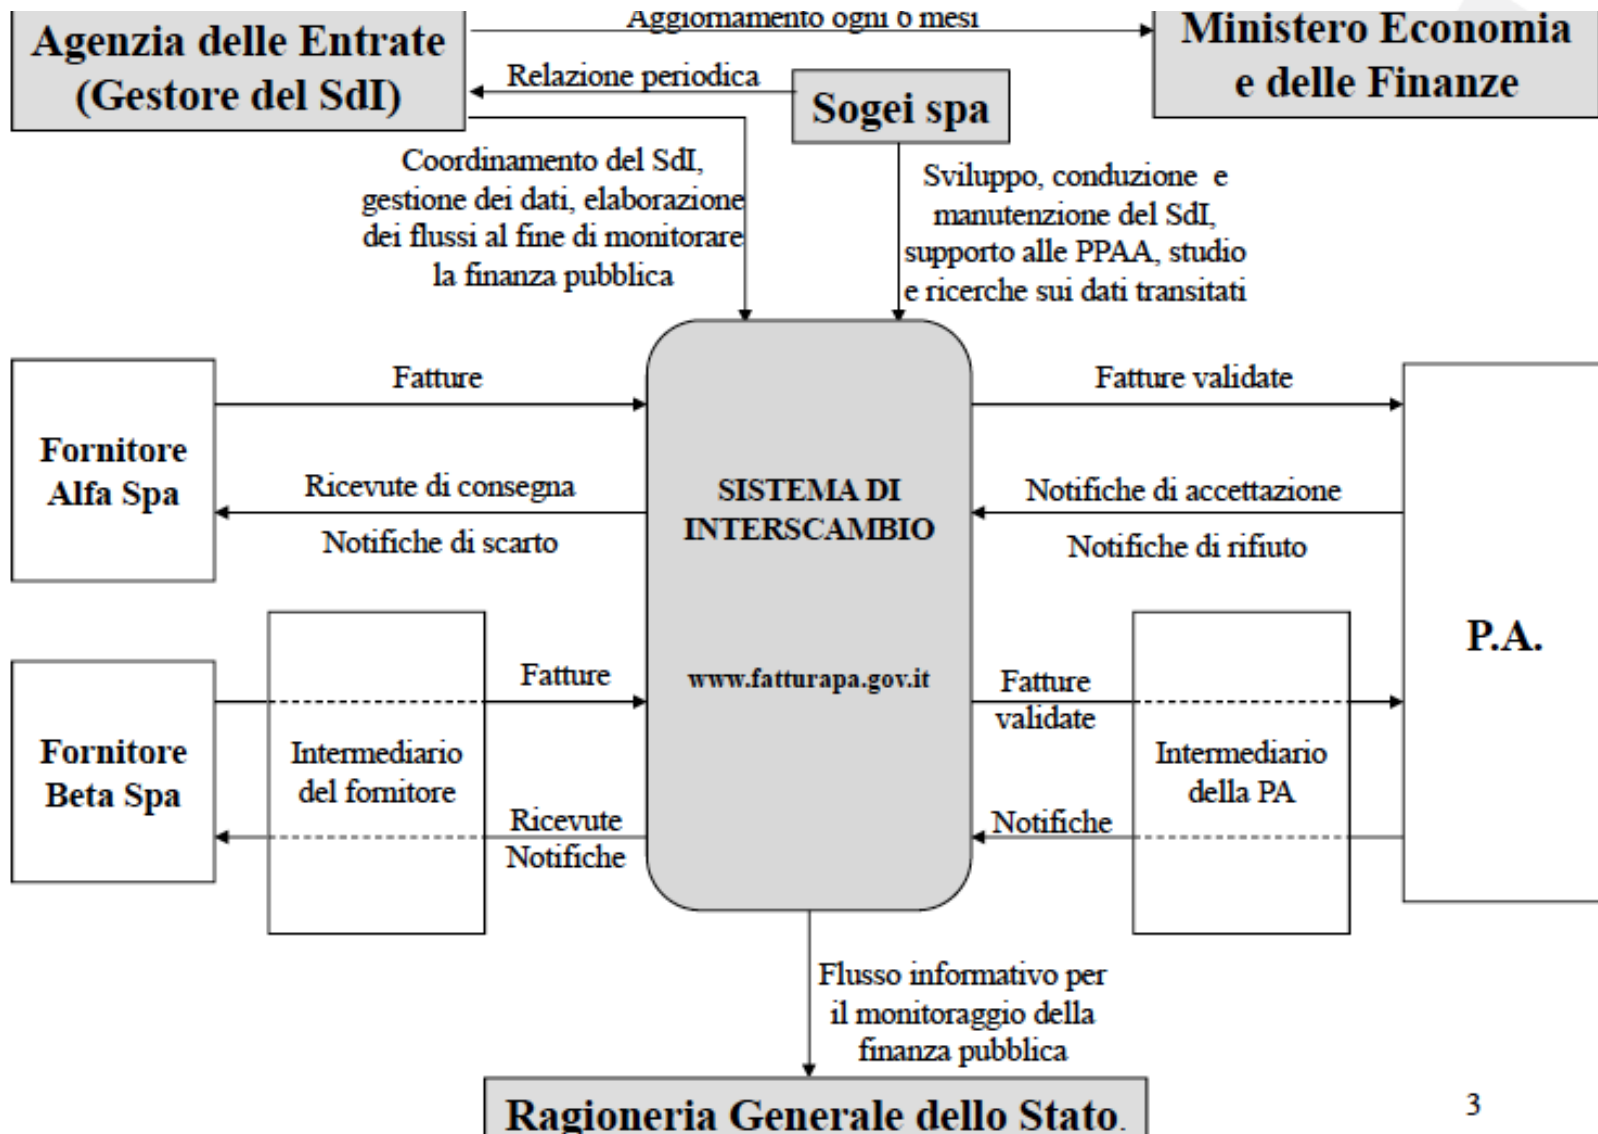 Aggiornamento ogni 6 mesi
Agenzia delle Entrate
(Gestore del SdI)
Ministero Economia
e delle Finanze
Relazione periodica
Sogei spa
Coordinamento del SdI,
gestione dei dati, elaborazione
dei flussi al fine di monitorare
la finanza pubblica
Sviluppo, conduzione e
manutenzione del SdI,
supporto alle PPAA, studio
e ricerche sui dati transitati
Fatture
Fatture validate
Fornitore
Alfa Spa
Ricevute di consegna
Notifiche di scarto
SISTEMA DI
INTERSCAMBIO
www.fatturapa.gov.it
Notifiche di accettazione
Notifiche di rifiuto
P.A.
Fornitore
Beta Spa
Intermediario
del fornitore
Fatture
Ricevute
Notifiche
Fatture
validate
Notifiche
Intermediario
della PA
Flusso informativo per
il monitoraggio della
finanza pubblica
Ragioneria Generale dello Stato.
3